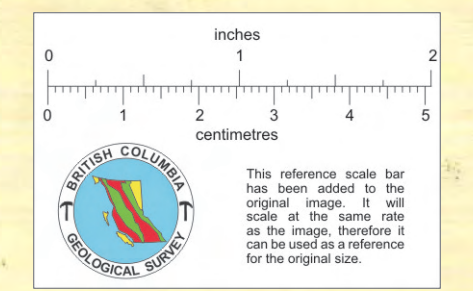 inches
0 1 2
0 1 2 3 4 5
centimetres
BRITISH COLUMBIA
GEOLOGICAL SURVEY
This reference scale bar
has been added to the
original image. It will
scale at the same rate
as the image, therefore it
can be used as a reference
for the original size.